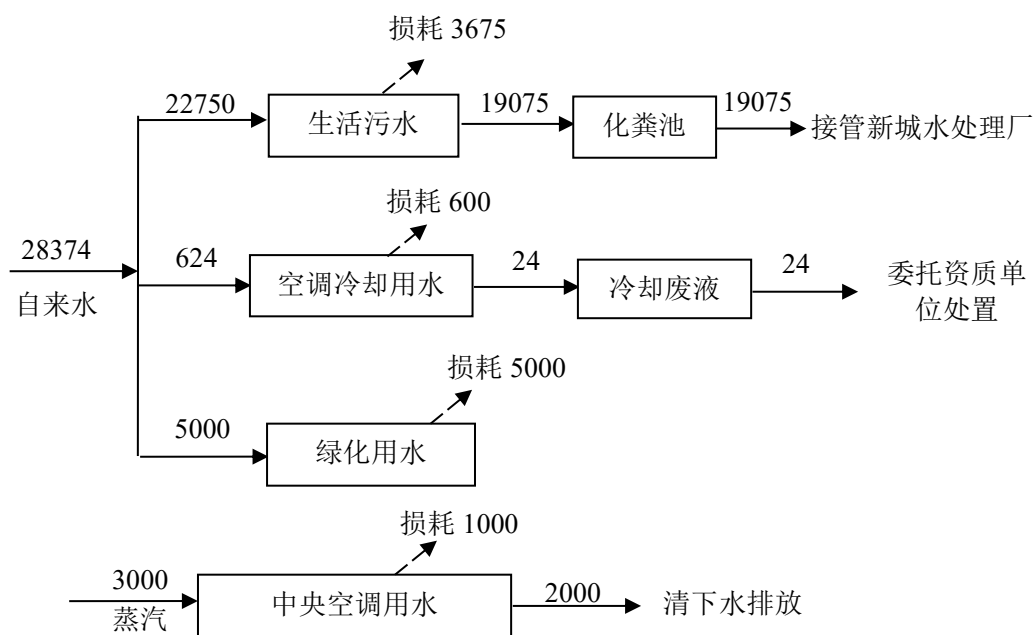 损耗 3675
22750
生活污水
19075
化粪池
19075
接管新城水处理厂
损耗 600
28374
自来水
624
空调冷却用水
24
冷却废液
24
委托资质单
位处置
损耗 5000
5000
绿化用水
损耗 1000
3000
蒸汽
中央空调用水
2000
清下水排放